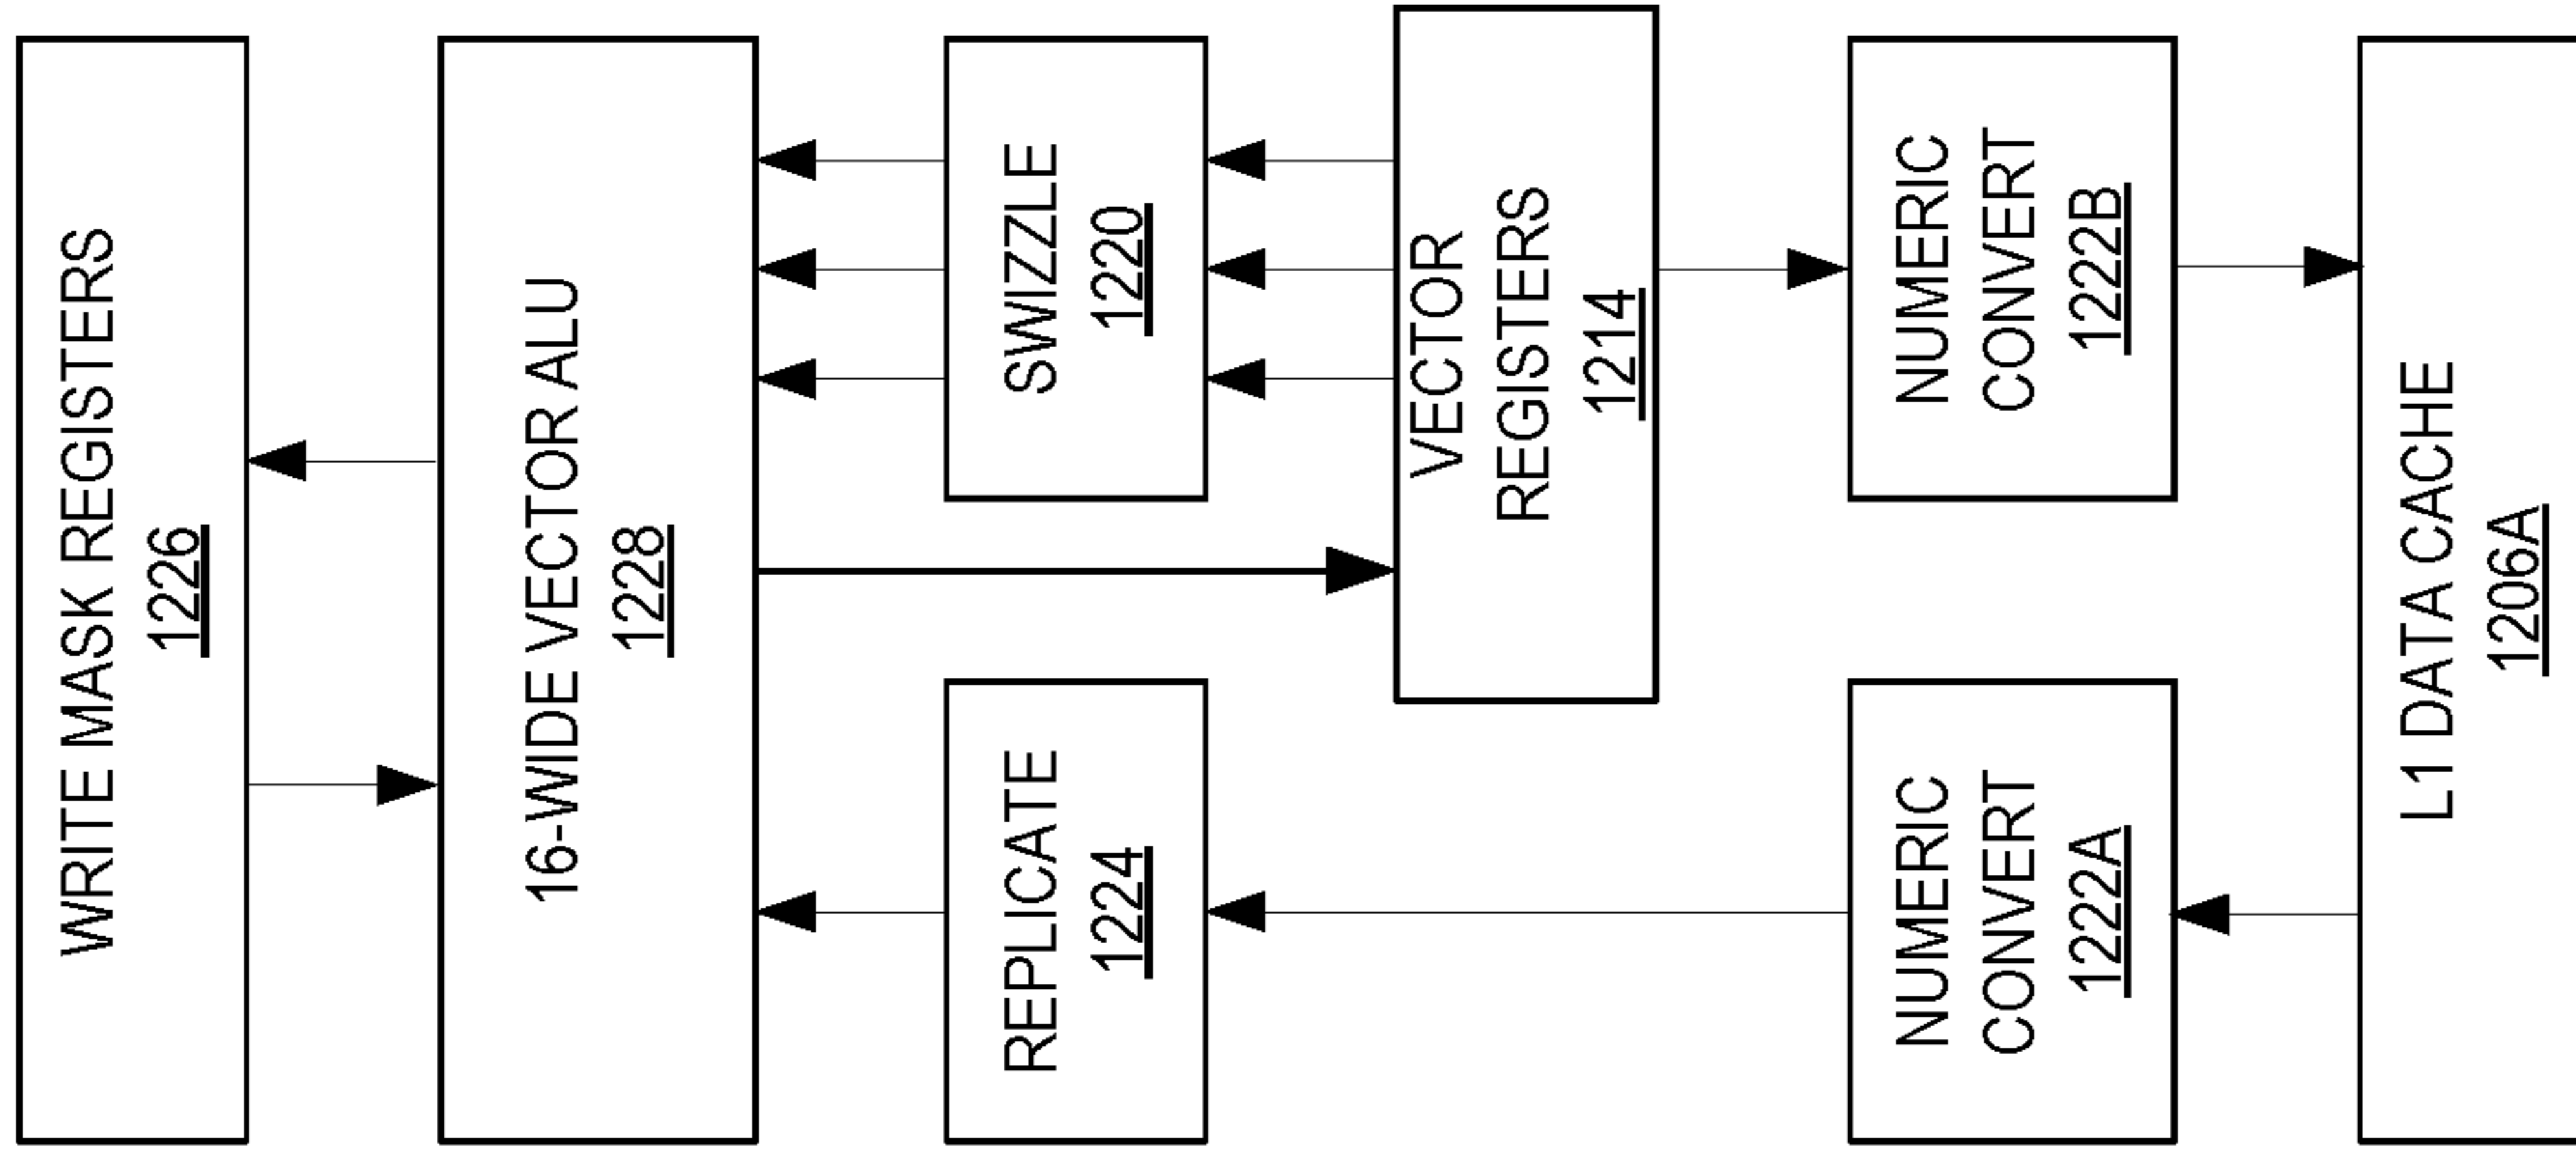 WRITE MASK REGISTERS
1226
16-WIDE VECTOR ALU
1228
REPLICATE
1224
SWIZZLE
1220
VECTOR
REGISTERS
1214
NUMERIC
CONVERT
1222A
NUMERIC
CONVERT
1222B
L1 DATA CACHE
1206A